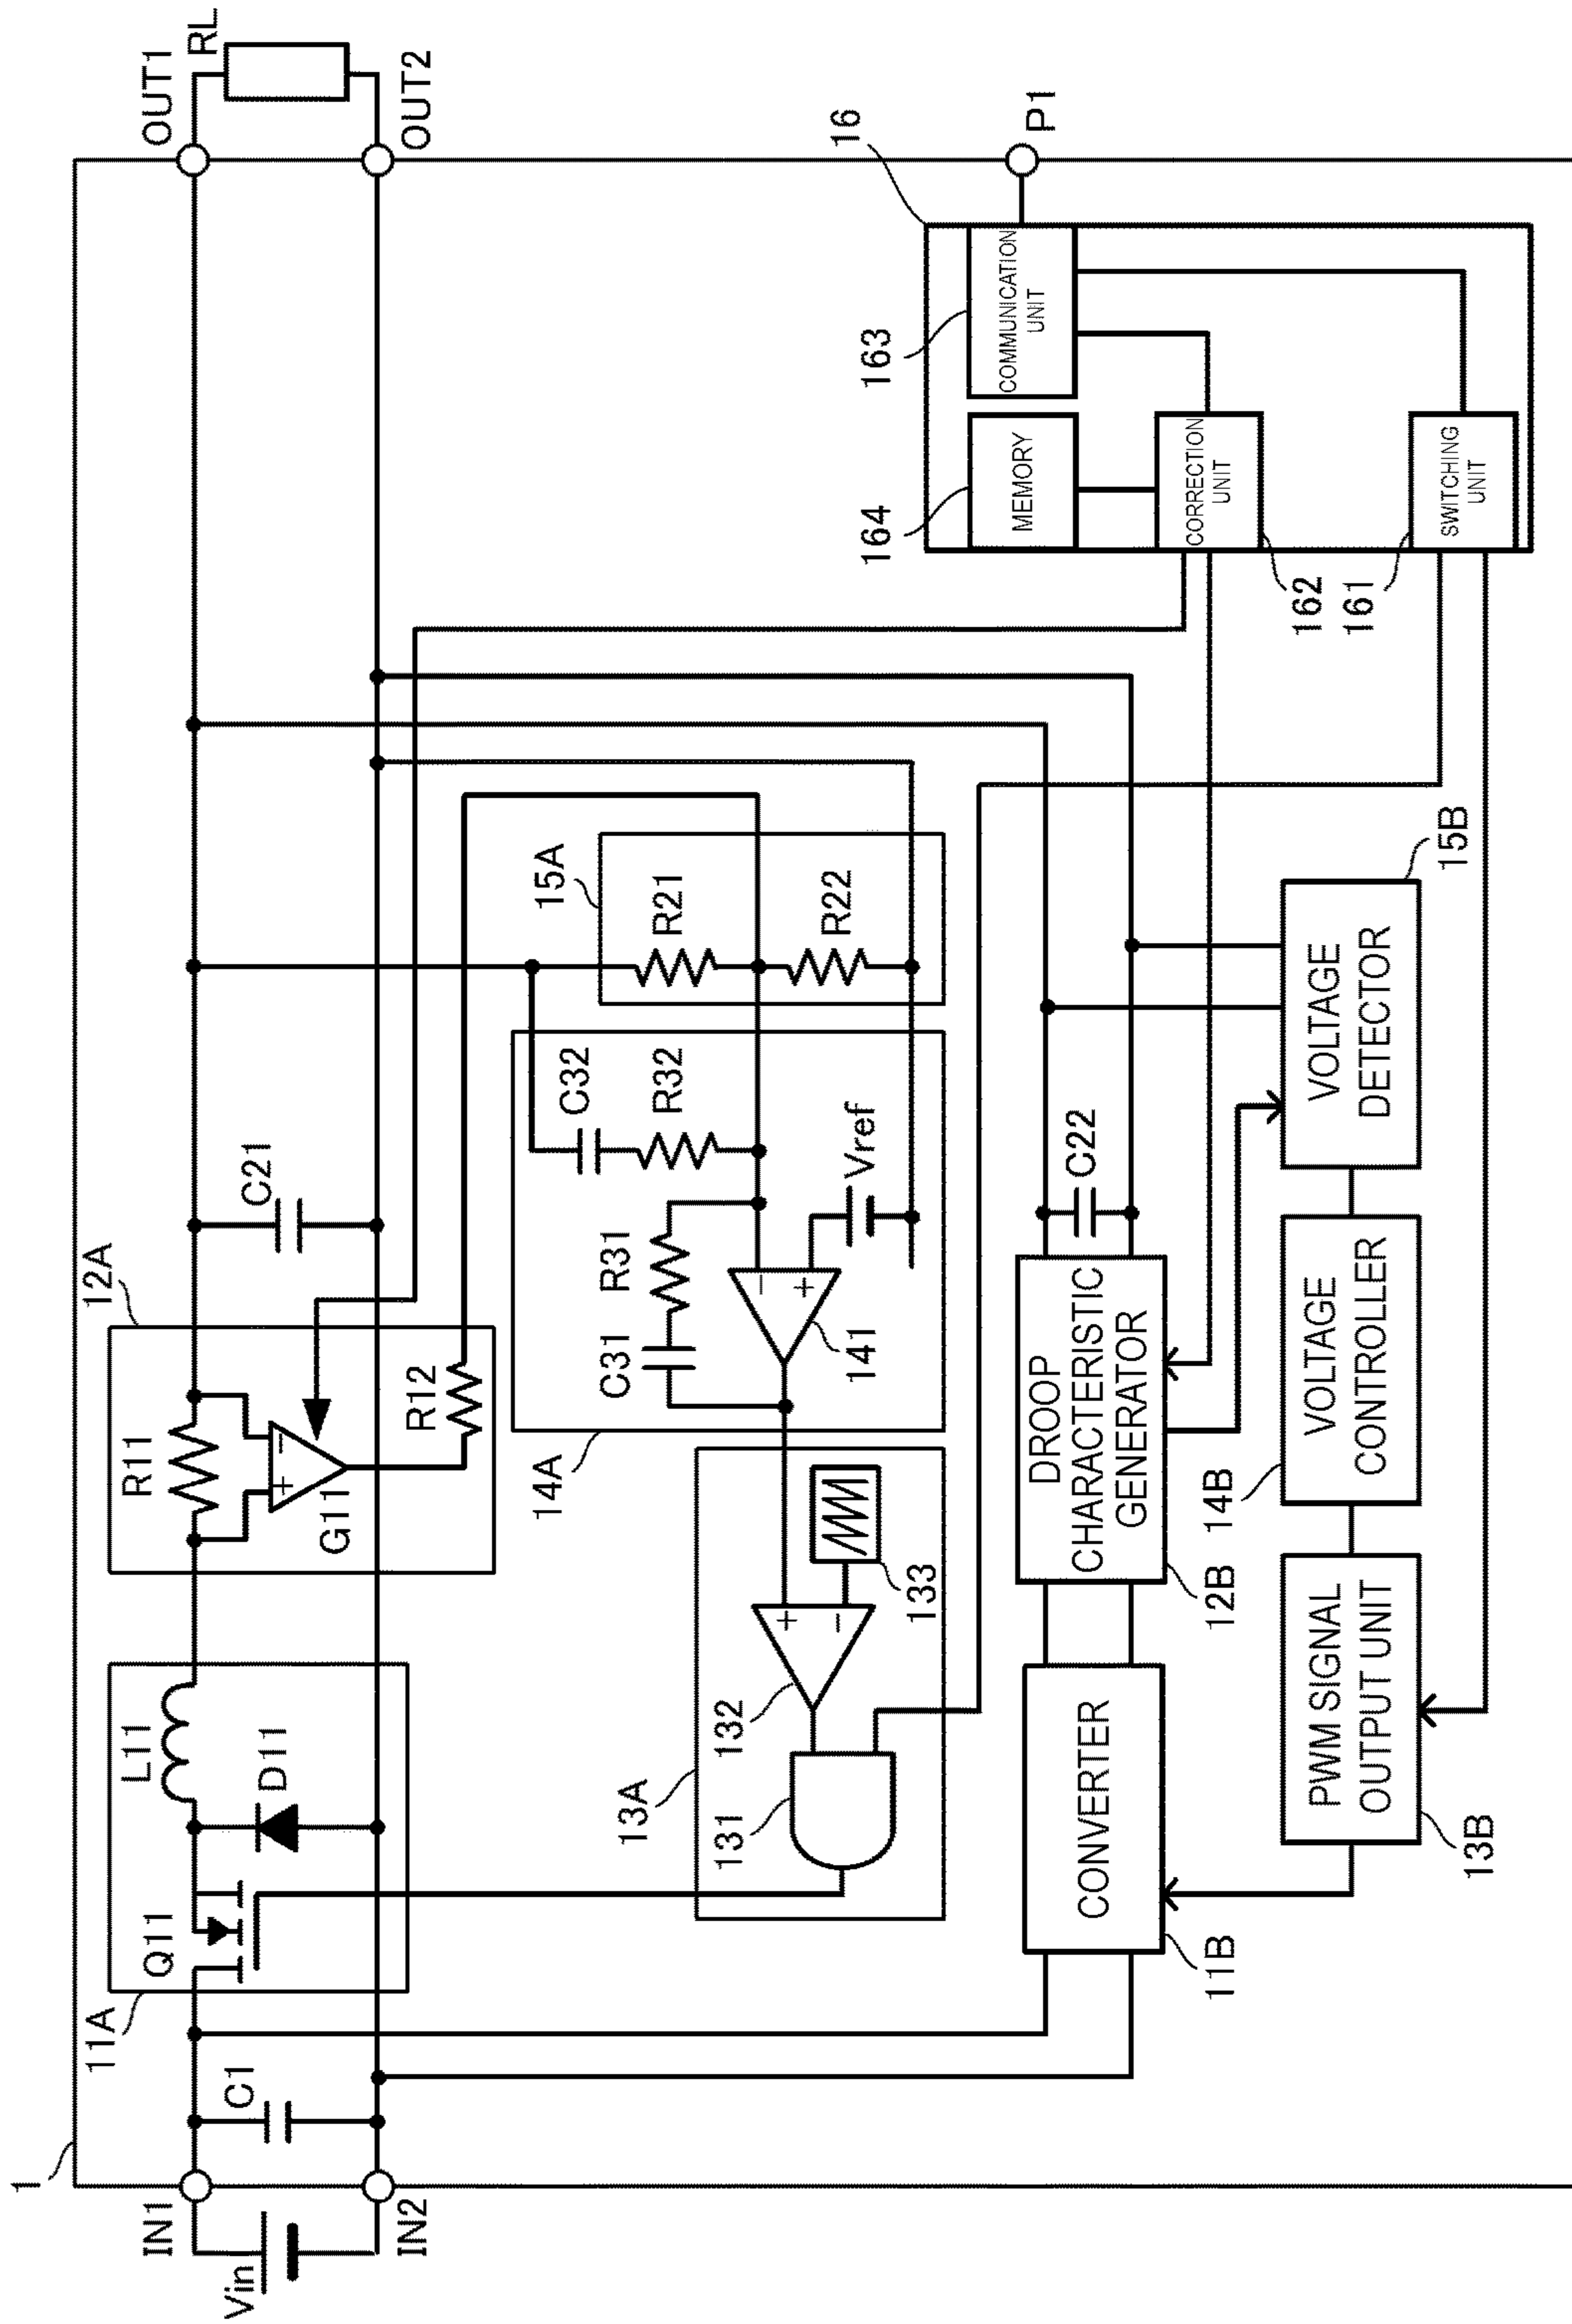 1
IN1
IN2
Vin
C1
11A
Q11
L11
D11
12A
R11
+
−
G11
R12
C21
OUT1
OUT2
RL
13A
131
132
+
−
133
14A
C31
R31
C32
R32
−
+
141
Vref
15A
R21
R22
CONVERTER
11B
DROOP
CHARACTERISTIC
GENERATOR
12B
C22
PWM SIGNAL
OUTPUT UNIT
13B
VOLTAGE
CONTROLLER
14B
VOLTAGE
DETECTOR
15B
16
P1
COMMUNICATION
UNIT
163
MEMORY
164
CORRECTION
UNIT
162
SWITCHING
UNIT
161